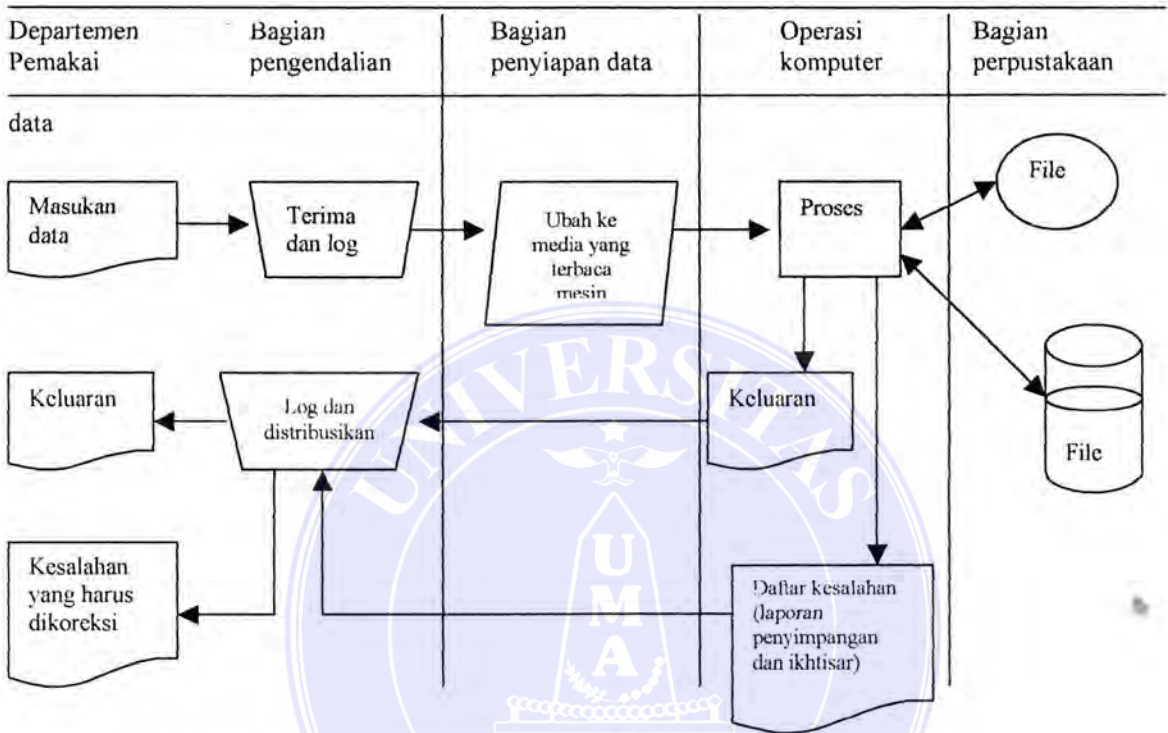 Departemen
Pemakai
Bagian
pengendalian
Bagian
penyiapan data
Operasi
komputer
Bagian
perpustakaan
data
Masukan
data
Terima
dan log
Ubah ke
media yang
terbaca
mesin
Proses
File
Keluaran
Log dan
distribusikan
Keluaran
File
Kesalahan
yang harus
dikoreksi
Daftar kesalahan
(laporan
penyimpangan
dan ikhtisar)
UNIVERSITAS
U
M
A